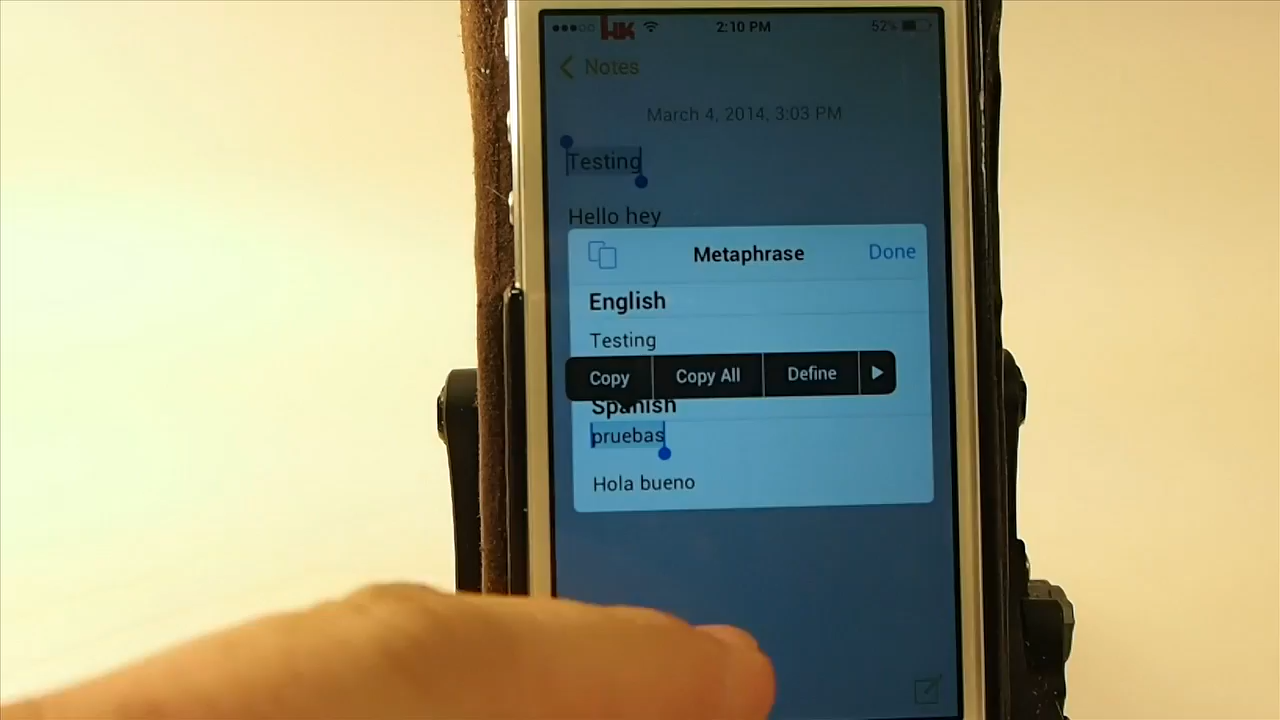 HK 2:10 PM 52%
Notes
March 4, 2014, 3:03 PM
Testing
Hello hey
Metaphrase Done
English
Testing
Copy Copy All Define
Spanish
pruebas
Hola bueno